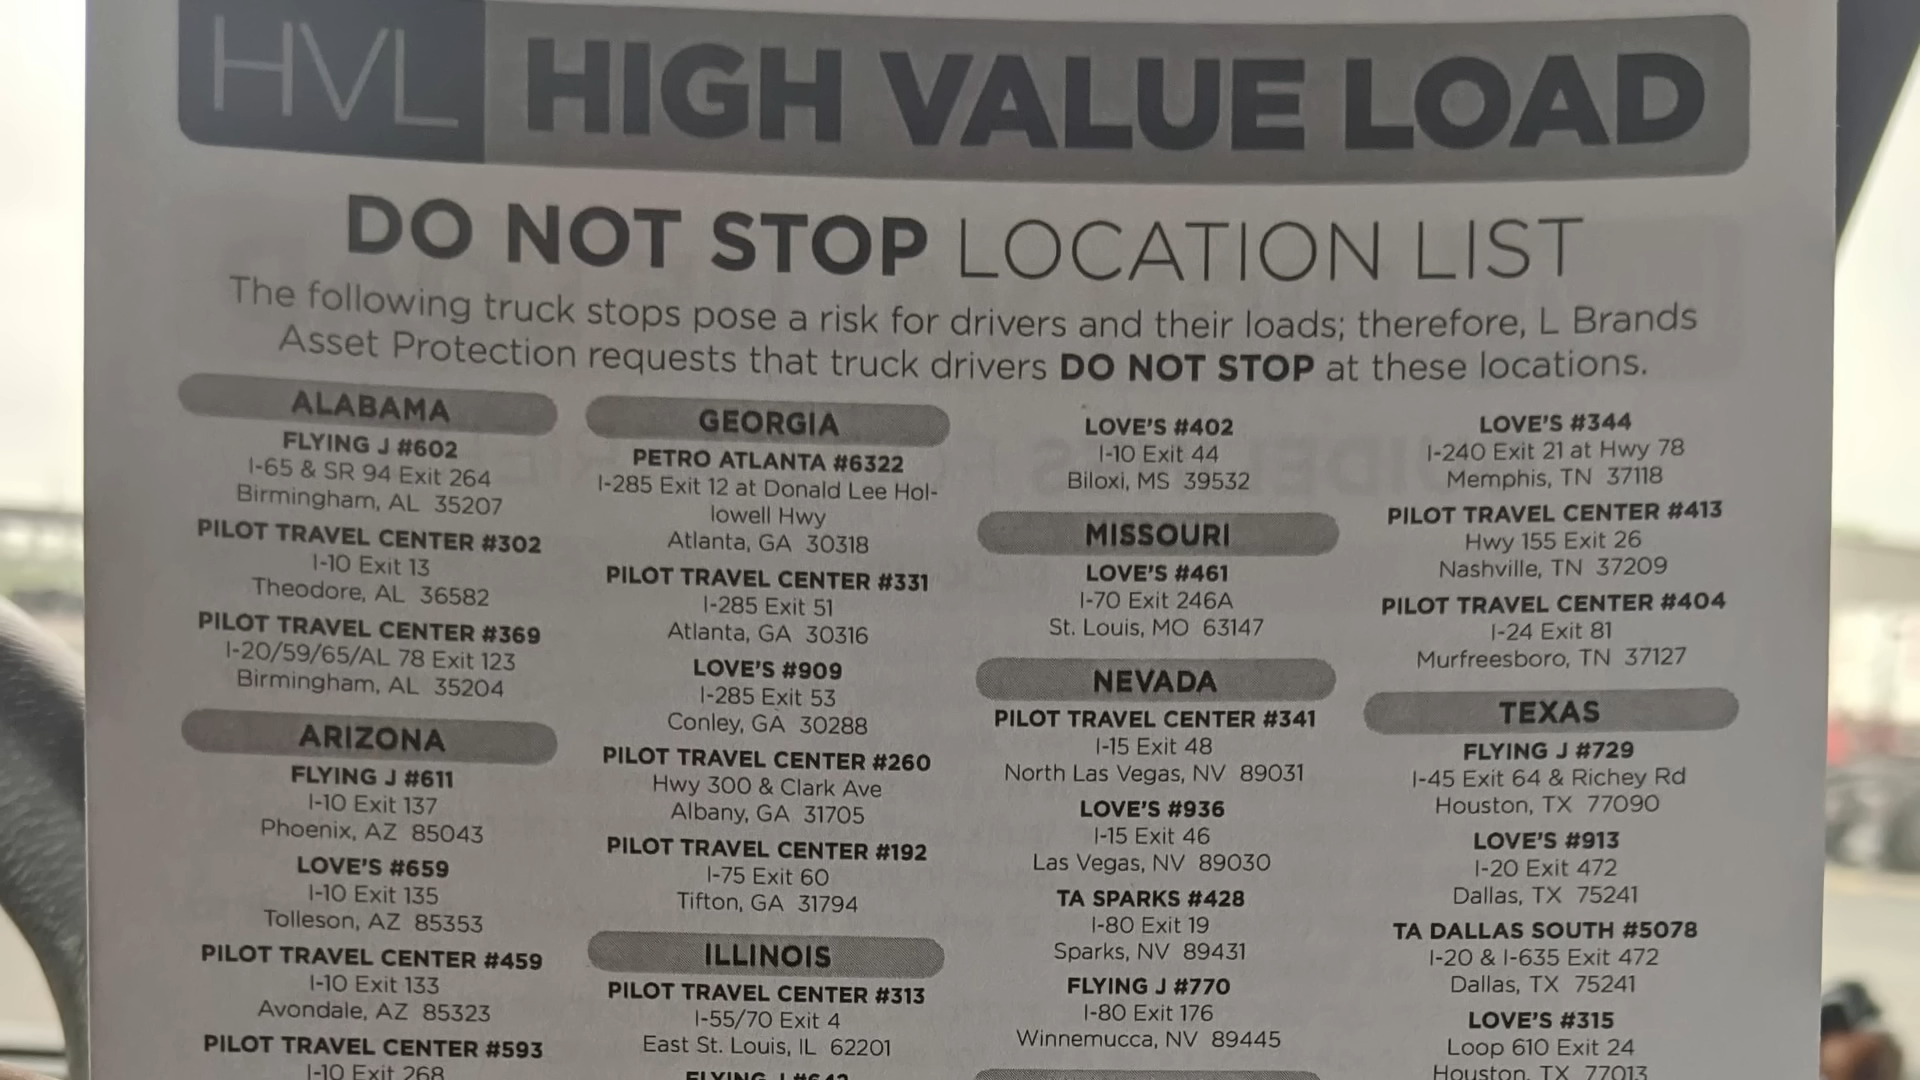 HVL HIGH VALUE LOAD
DO NOT STOP LOCATION LIST
The following truck stops pose a risk for drivers and their loads; therefore, L Brands
Asset Protection requests that truck drivers DO NOT STOP at these locations.
ALABAMA
FLYING J #602
I-65 & SR 94 Exit 264
Birmingham, AL 35207
PILOT TRAVEL CENTER #302
I-10 Exit 13
Theodore, AL 36582
PILOT TRAVEL CENTER #369
I-20/59/65/AL 78 Exit 123
Birmingham, AL 35204
ARIZONA
FLYING J #611
I-10 Exit 137
Phoenix, AZ 85043
LOVE'S #659
I-10 Exit 135
Tolleson, AZ 85353
PILOT TRAVEL CENTER #459
I-10 Exit 133
Avondale, AZ 85323
PILOT TRAVEL CENTER #593
I-10 Exit 268
GEORGIA
PETRO ATLANTA #6322
I-285 Exit 12 at Donald Lee Hol-
lowell Hwy
Atlanta, GA 30318
PILOT TRAVEL CENTER #331
I-285 Exit 51
Atlanta, GA 30316
LOVE'S #909
I-285 Exit 53
Conley, GA 30288
PILOT TRAVEL CENTER #260
Hwy 300 & Clark Ave
Albany, GA 31705
PILOT TRAVEL CENTER #192
I-75 Exit 60
Tifton, GA 31794
ILLINOIS
PILOT TRAVEL CENTER #313
I-55/70 Exit 4
East St. Louis, IL 62201
FLYING J #642
LOVE'S #402
I-10 Exit 44
Biloxi, MS 39532
MISSOURI
LOVE'S #461
I-70 Exit 246A
St. Louis, MO 63147
NEVADA
PILOT TRAVEL CENTER #341
I-15 Exit 48
North Las Vegas, NV 89031
LOVE'S #936
I-15 Exit 46
Las Vegas, NV 89030
TA SPARKS #428
I-80 Exit 19
Sparks, NV 89431
FLYING J #770
I-80 Exit 176
Winnemucca, NV 89445
LOVE'S #344
I-240 Exit 21 at Hwy 78
Memphis, TN 37118
PILOT TRAVEL CENTER #413
Hwy 155 Exit 26
Nashville, TN 37209
PILOT TRAVEL CENTER #404
I-24 Exit 81
Murfreesboro, TN 37127
TEXAS
FLYING J #729
I-45 Exit 64 & Richey Rd
Houston, TX 77090
LOVE'S #913
I-20 Exit 472
Dallas, TX 75241
TA DALLAS SOUTH #5078
I-20 & I-635 Exit 472
Dallas, TX 75241
LOVE'S #315
Loop 610 Exit 24
Houston, TX 77013